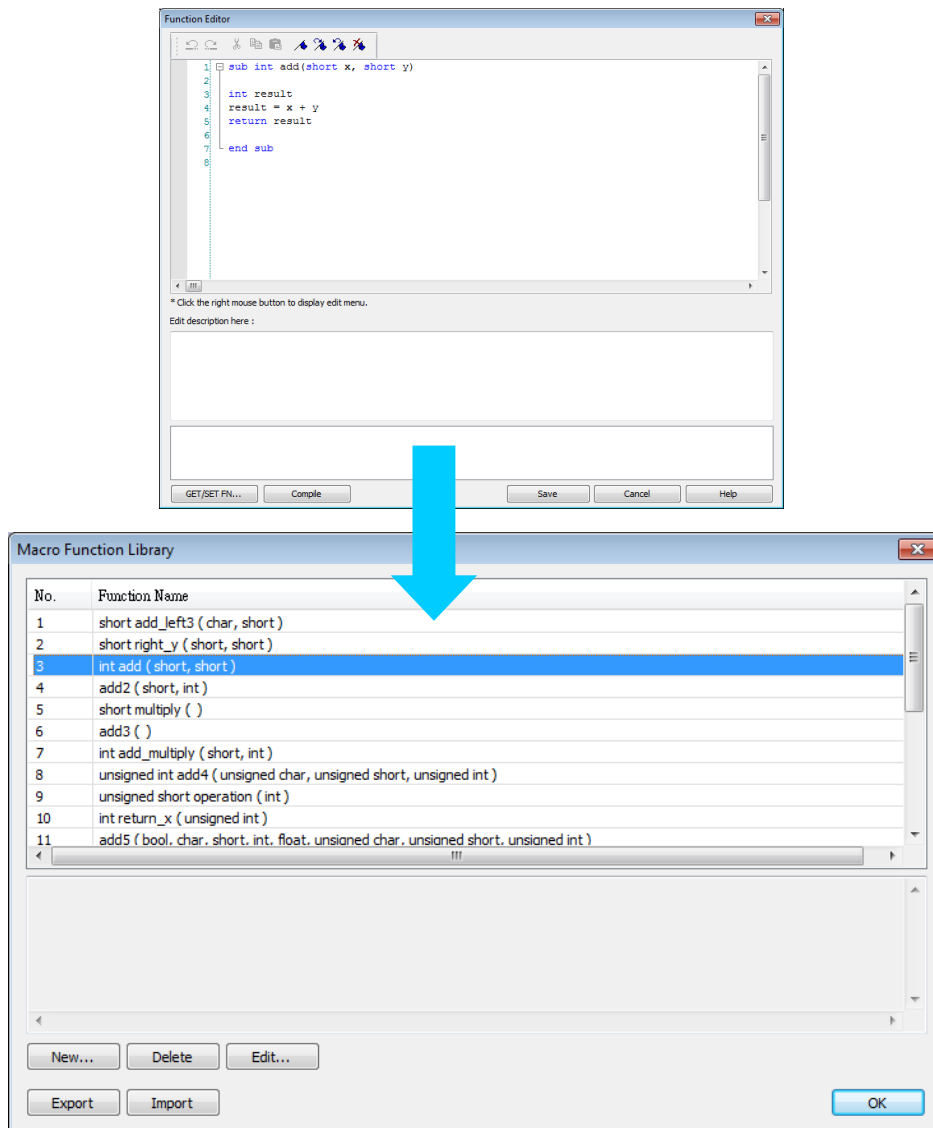 Function Editor
1 sub int add(short x, short y)
2
3 int result
4 result = x + y
5 return result
6
7 end sub
8
* Click the right mouse button to display edit menu.
Edit description here :
GET/SET FN... Compile Save Cancel Help
Macro Function Library
No. Function Name
1 short add_left3 ( char, short )
2 short right_y ( short, short )
3 int add ( short, short )
4 add2 ( short, int )
5 short multiply ( )
6 add3 ( )
7 int add_multiply ( short, int )
8 unsigned int add4 ( unsigned char, unsigned short, unsigned int )
9 unsigned short operation ( int )
10 int return_x ( unsigned int )
11 add5 ( bool, char, short, int, float, unsigned char, unsigned short, unsigned int )
New... Delete Edit...
Export Import OK